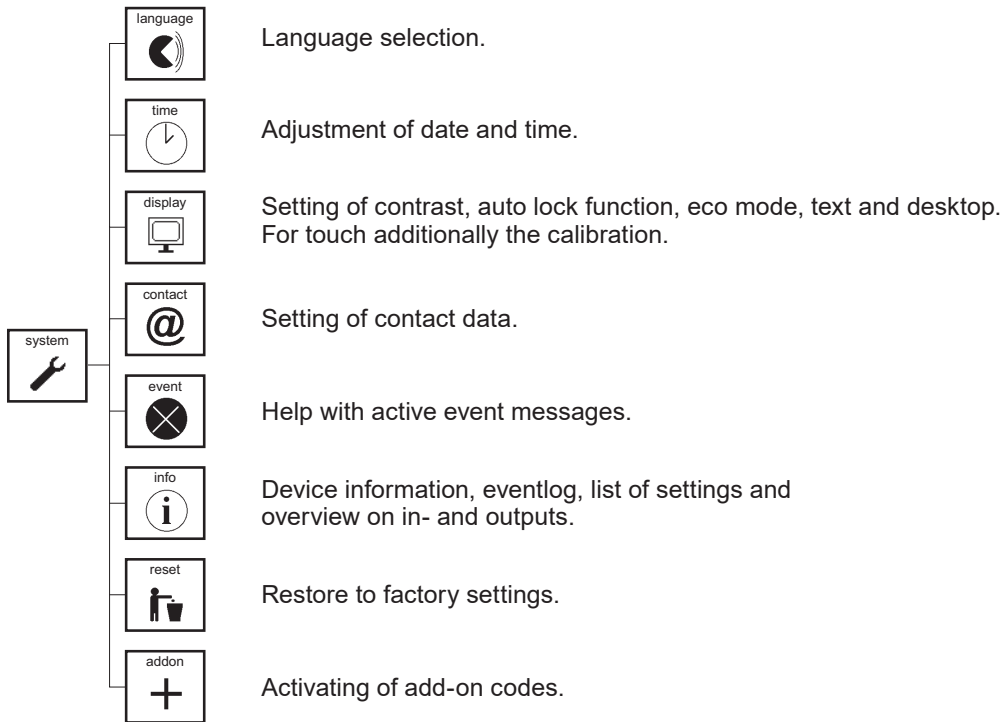 language
Language selection.
time
Adjustment of date and time.
display
Setting of contrast, auto lock function, eco mode, text and desktop.
For touch additionally the calibration.
contact
@
Setting of contact data.
system
event
Help with active event messages.
info
i
Device information, eventlog, list of settings and
overview on in- and outputs.
reset
Restore to factory settings.
addon
+
Activating of add-on codes.